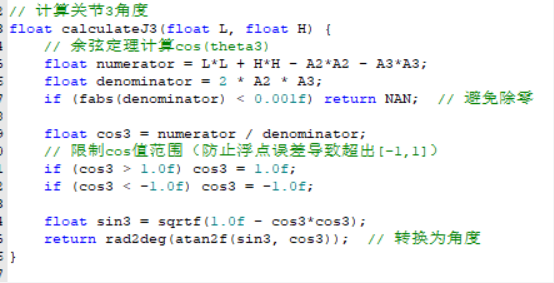 // 计算关节3角度
float calculateJ3(float L, float H) {
// 余弦定理计算cos(theta3)
float numerator = L*L + H*H - A2*A2 - A3*A3;
float denominator = 2 * A2 * A3;
if (fabs(denominator) < 0.001f) return NAN;  // 避免除零
float cos3 = numerator / denominator;
// 限制cos值范围（防止浮点误差导致超出[-1,1]）
if (cos3 > 1.0f) cos3 = 1.0f;
if (cos3 < -1.0f) cos3 = -1.0f;
float sin3 = sqrtf(1.0f - cos3*cos3);
return rad2deg(atan2f(sin3, cos3));  // 转换为角度
}